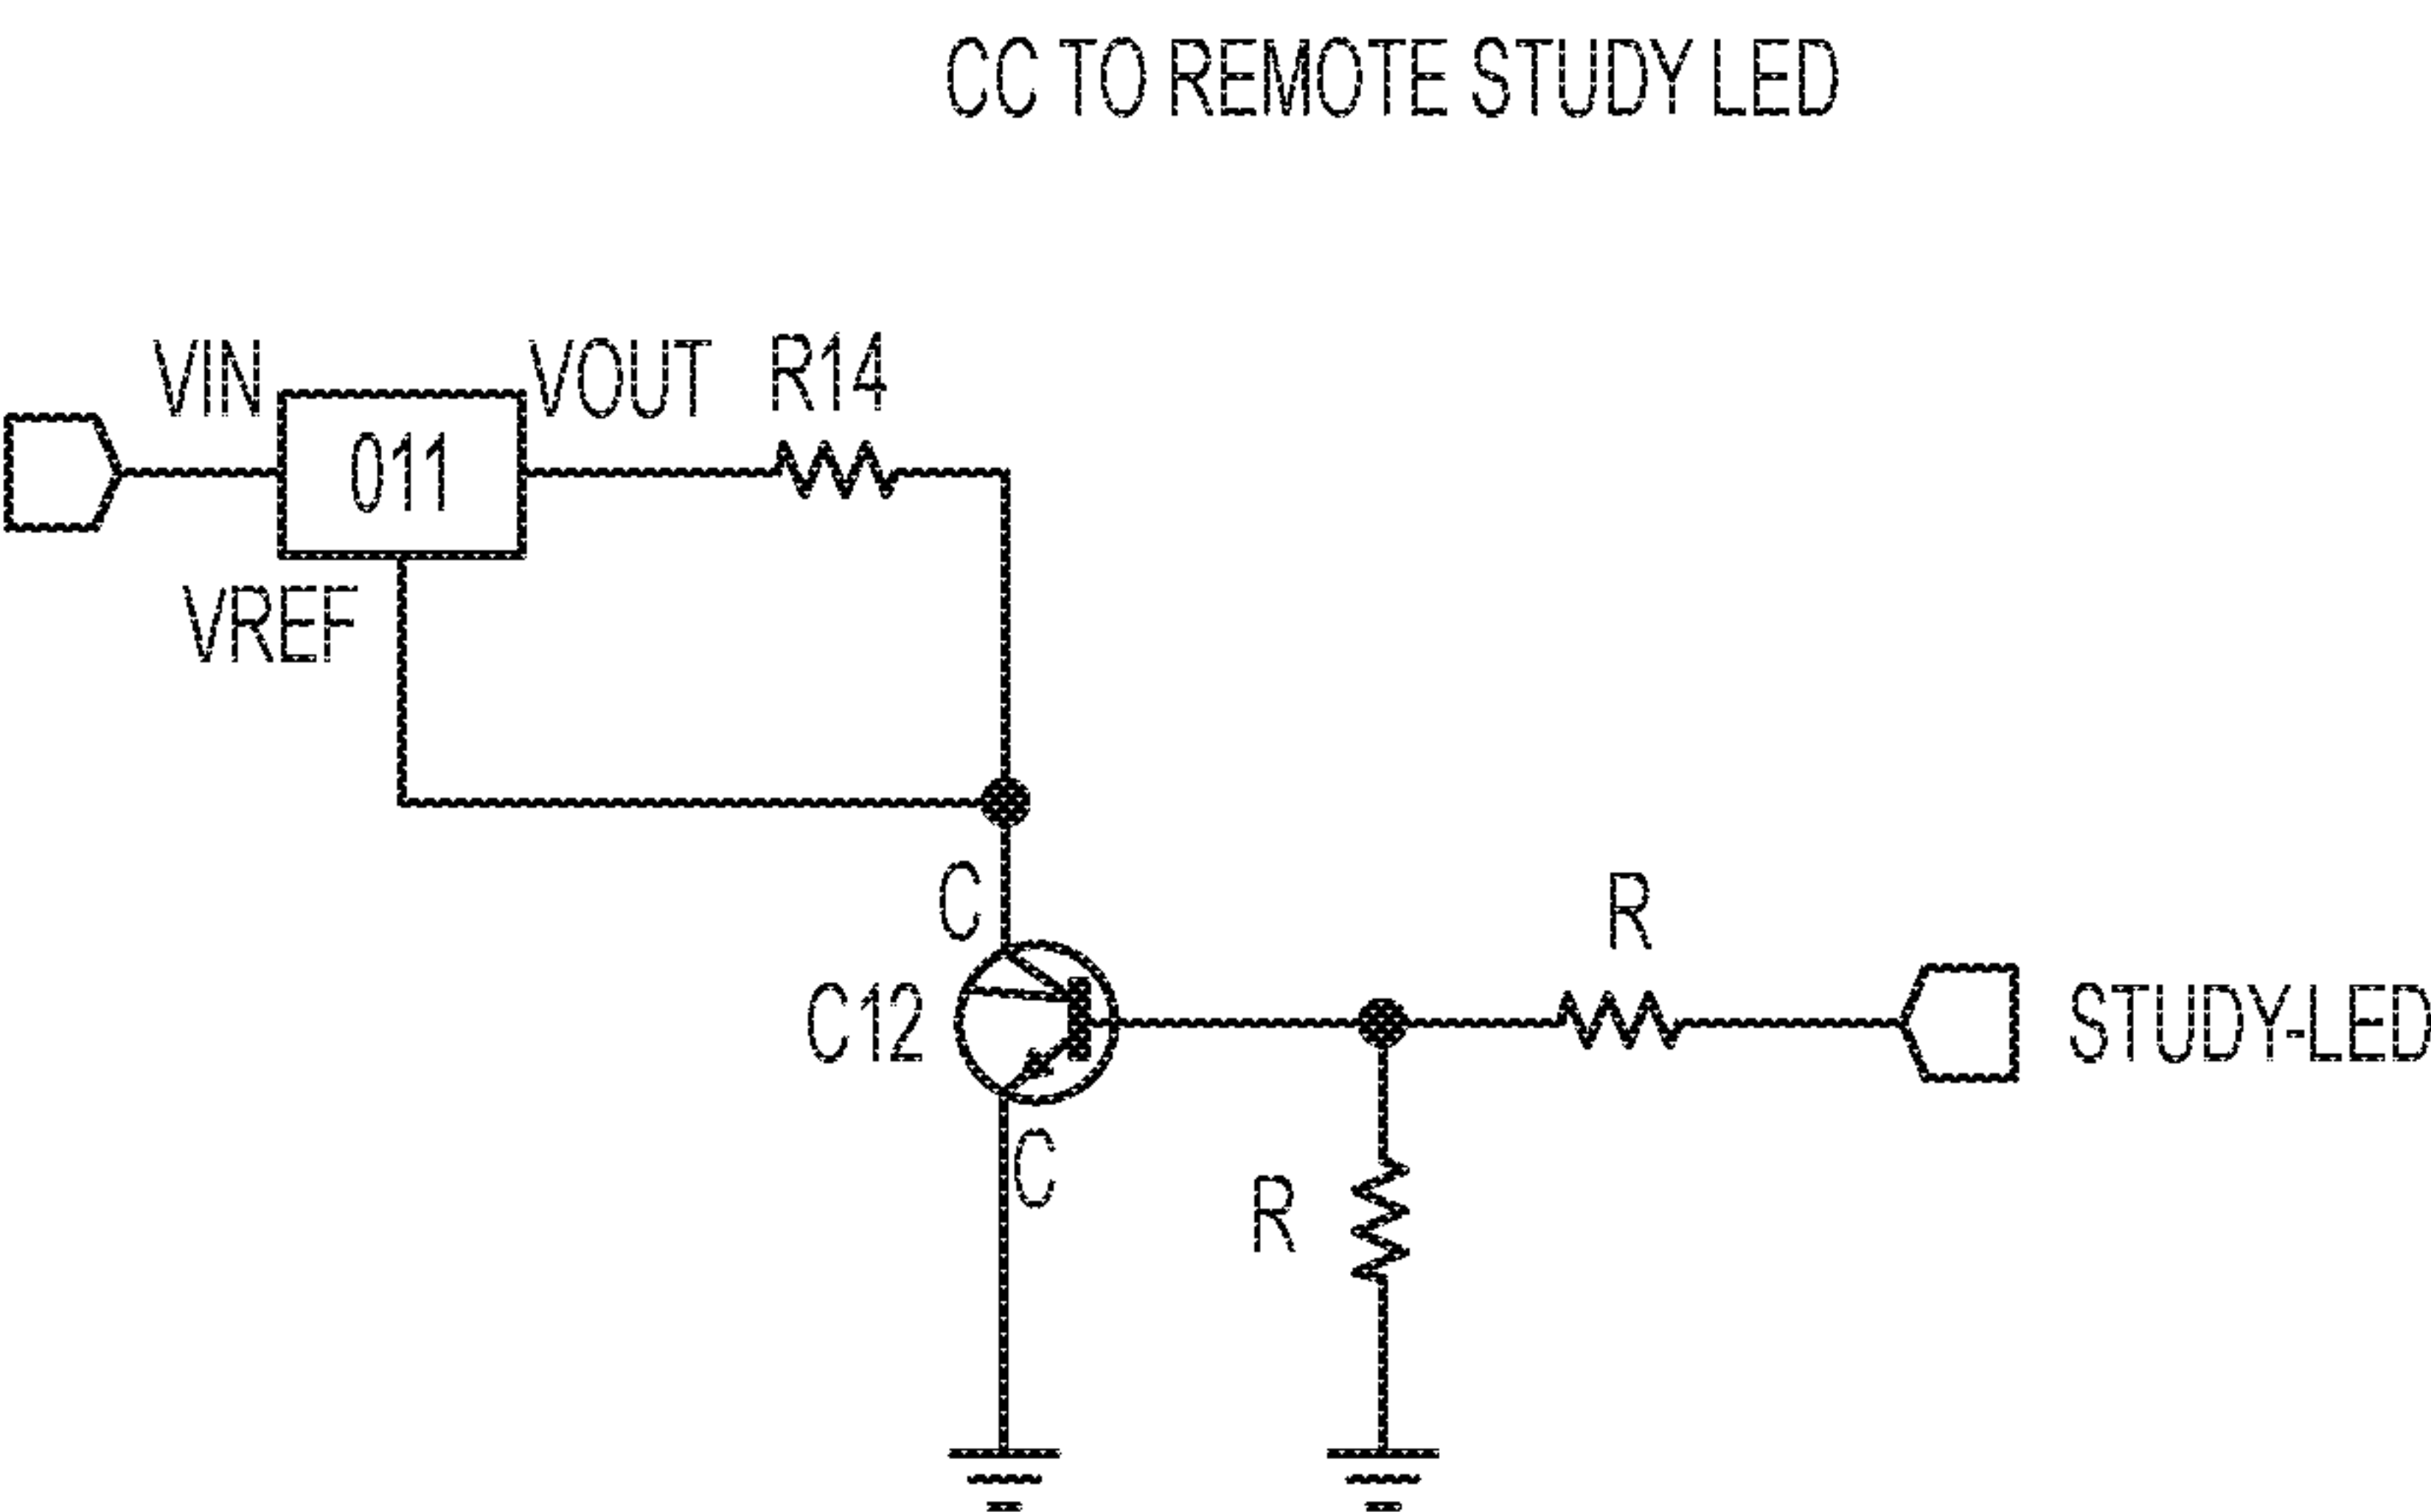 CC TO REMOTE STUDY LED
VIN
VOUT
R14
011
VREF
C
R
C12
STUDY-LED
C
R